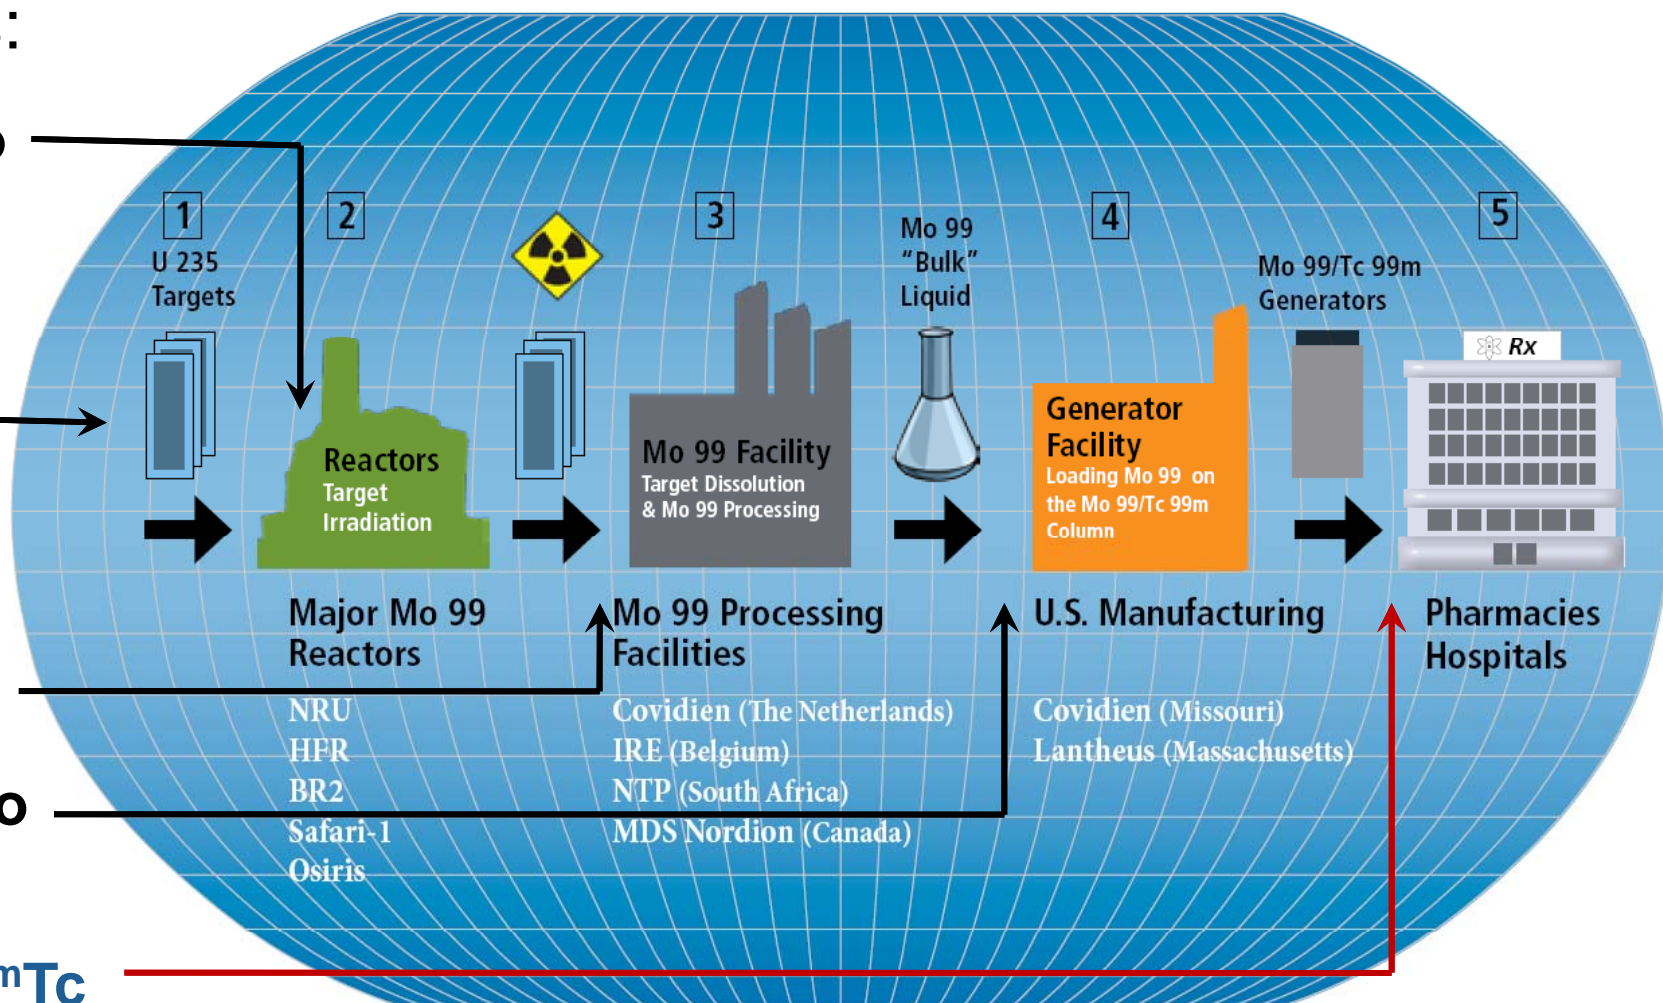 :
o
1
2
3
4
5
U 235
Targets
Mo 99
“Bulk”
Liquid
Mo 99/Tc 99m
Generators
Rx
Reactors
Target
Irradiation
Mo 99 Facility
Target Dissolution
& Mo 99 Processing
Generator
Facility
Loading Mo 99 on
the Mo 99/Tc 99m
Column
Major Mo 99
Reactors
NRU
HFR
BR2
Safari-1
Osiris
Mo 99 Processing
Facilities
Covidien (The Netherlands)
IRE (Belgium)
NTP (South Africa)
MDS Nordion (Canada)
U.S. Manufacturing
Covidien (Missouri)
Lantheus (Massachusetts)
Pharmacies
Hospitals
o
mTc